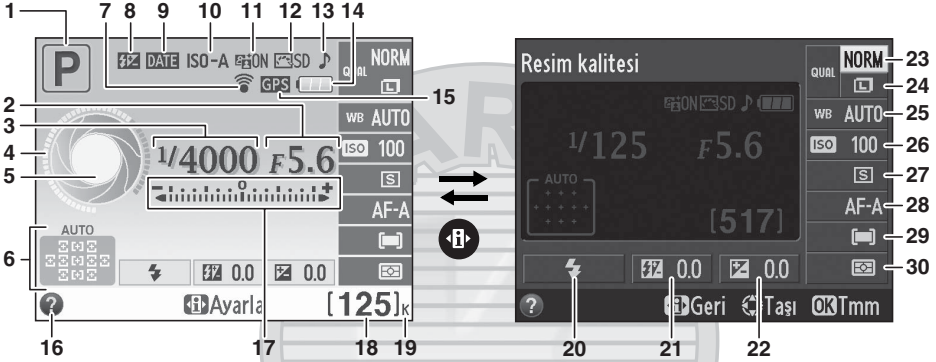 7 8 9 10 11 12 13 14
1 2 3 4 5 6
P DATE ISO-A ON SD
GPS
15
1/4000 F5.6
- 0 +
AUTO
0.0 0.0
? Ayarla [125]K
16 17 18 19
QUAL NORM
L
WB AUTO
ISO 100
S
AF-A
Resim kalitesi
ON SD
1/125 F5.6
AUTO
[517]
0.0 0.0
? Geri Taşı OK Tmm
20 21 22
QUAL NORM 23
L 24
WB AUTO 25
ISO 100 26
S 27
AF-A 28
29
30